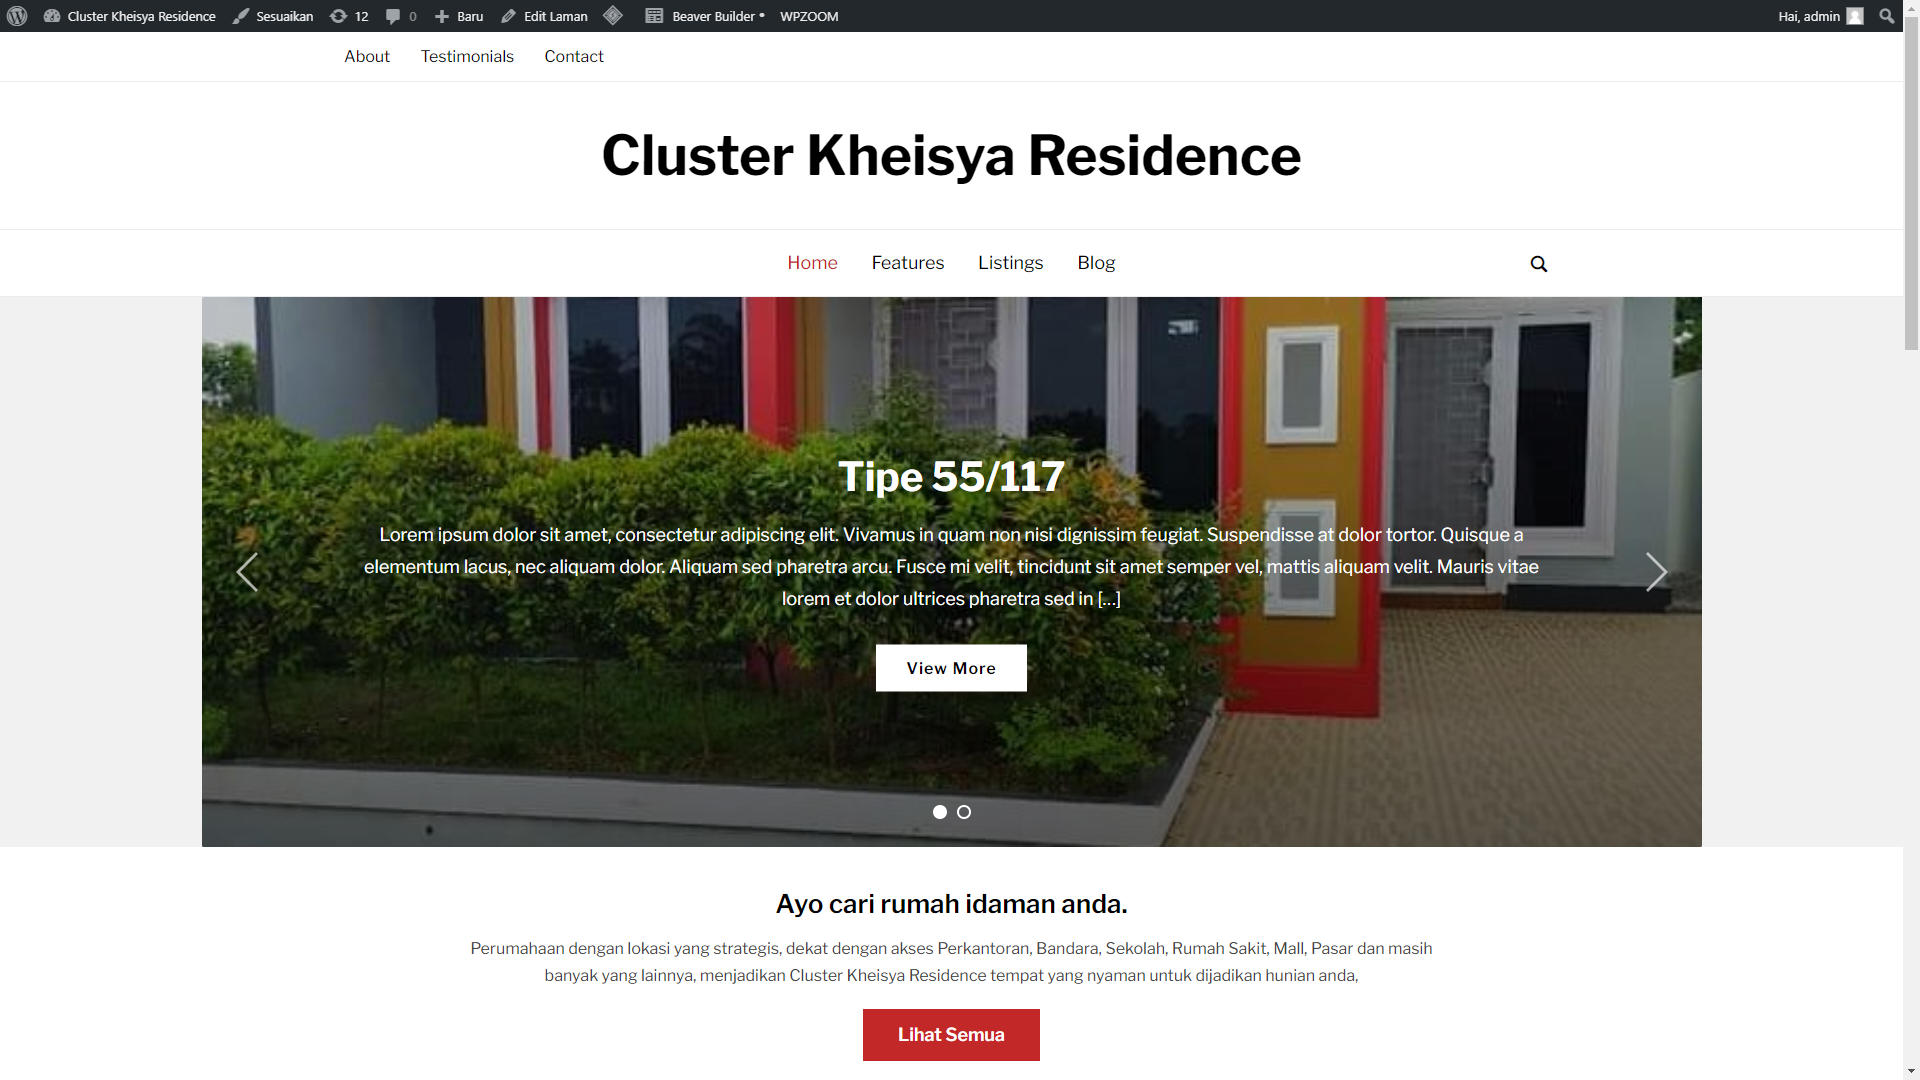 Cluster Kheisya Residence Sesuaikan 12 0 Baru Edit Laman Beaver Builder • WPZOOM Hai, admin
About Testimonials Contact
Cluster Kheisya Residence
Home Features Listings Blog
Tipe 55/117
Lorem ipsum dolor sit amet, consectetur adipiscing elit. Vivamus in quam non nisi dignissim feugiat. Suspendisse at dolor tortor. Quisque a
elementum lacus, nec aliquam dolor. Aliquam sed pharetra arcu. Fusce mi velit, tincidunt sit amet semper vel, mattis aliquam velit. Mauris vitae
lorem et dolor ultrices pharetra sed in [...]
View More
Ayo cari rumah idaman anda.
Perumahaan dengan lokasi yang strategis, dekat dengan akses Perkantoran, Bandara, Sekolah, Rumah Sakit, Mall, Pasar dan masih
banyak yang lainnya, menjadikan Cluster Kheisya Residence tempat yang nyaman untuk dijadikan hunian anda,
Lihat Semua